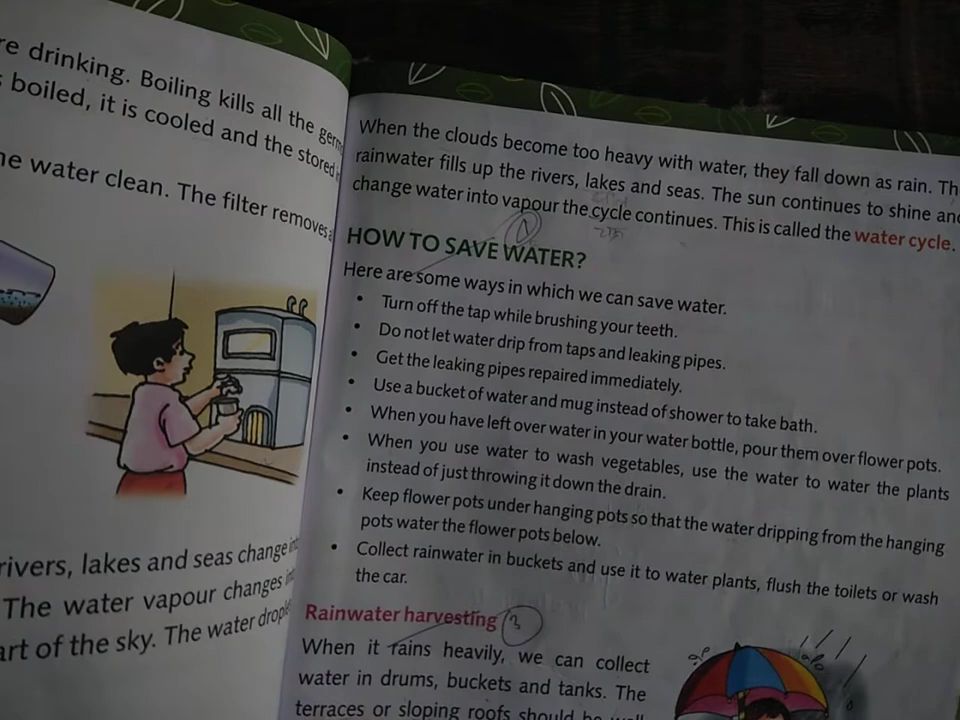 re drinking. Boiling kills all the
boiled, it is cooled and the stored
he water clean. The filter removes
rivers, lakes and seas change
The water vapour changes
art of the sky. The water
When the clouds become too heavy with water, they fall down as rain.
rainwater fills up the rivers, lakes and seas. The sun continues to shine and
change water into vapour the cycle continues. This is called the water cycle.
1
HOW TO SAVE WATER?
Here are some ways in which we can save water.
• Turn off the tap while brushing your teeth.
• Do not let water drip from taps and leaking pipes.
• Get the leaking pipes repaired immediately.
• Use a bucket of water and mug instead of shower to take bath.
• When you have left over water in your water bottle, pour them over flower pots.
• When you use water to wash vegetables, use the water to water the plants
instead of just throwing it down the drain.
• Keep flower pots under hanging pots so that the water dripping from the hanging
pots water the flower pots below.
• Collect rainwater in buckets and use it to water plants, flush the toilets or wash
the car.
Rainwater harvesting 3
When it rains heavily, we can collect
water in drums, buckets and tanks. The
terraces or sloping roofs should be